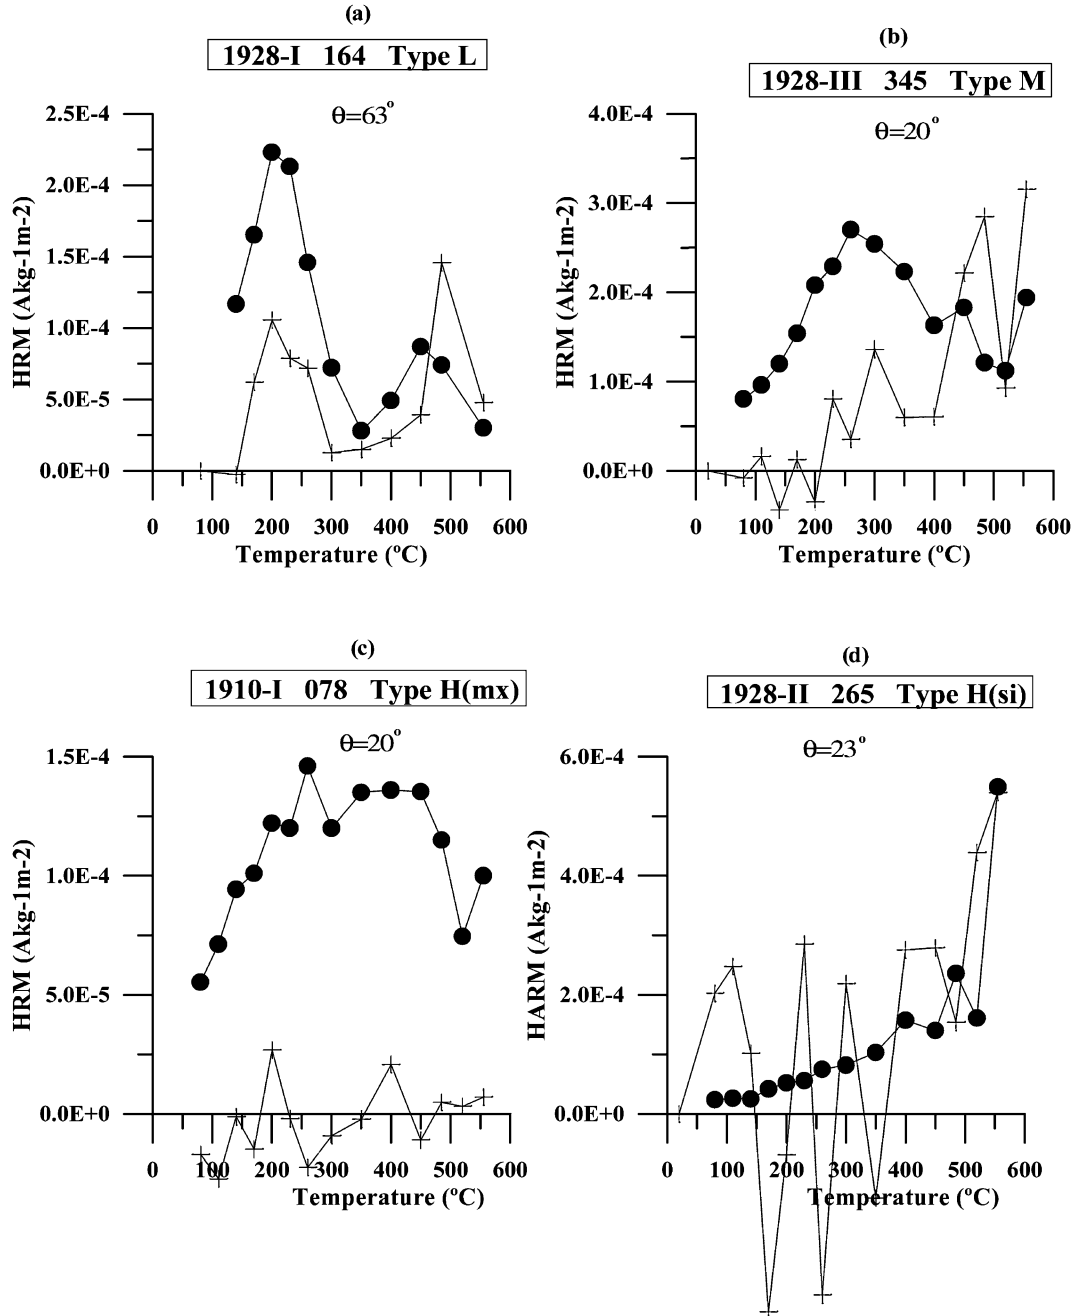 (a)
1928-I 164 Type L
θ=63°
2.5E-4
2.0E-4
1.5E-4
1.0E-4
5.0E-5
0.0E+0
HRM (Akg-1m-2)
0 100 200 300 400 500 600
Temperature (ºC)
(b)
1928-III 345 Type M
θ=20°
4.0E-4
3.0E-4
2.0E-4
1.0E-4
0.0E+0
HRM (Akg-1m-2)
0 100 200 300 400 500 600
Temperature (ºC)
(c)
1910-I 078 Type H(mx)
θ=20°
1.5E-4
1.0E-4
5.0E-5
0.0E+0
HRM (Akg-1m-2)
0 100 200 300 400 500 600
Temperature (ºC)
(d)
1928-II 265 Type H(si)
θ=23°
6.0E-4
4.0E-4
2.0E-4
0.0E+0
HARM (Akg-1m-2)
0 100 200 300 400 500 600
Temperature (ºC)